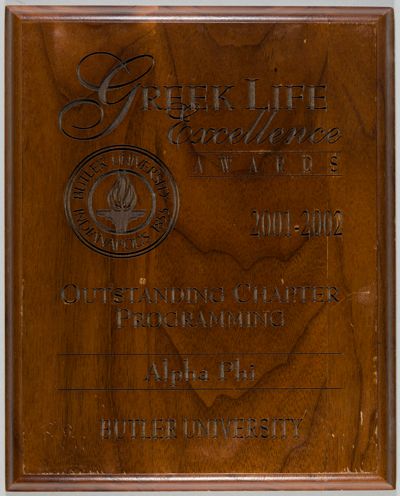 GREEK LIFE
Excellence
AWARDS
BUTLER UNIVERSITY
INDIANAPOLIS 1855
2001-2002
OUTSTANDING CHAPTER
PROGRAMMING
Alpha Phi
BUTLER UNIVERSITY